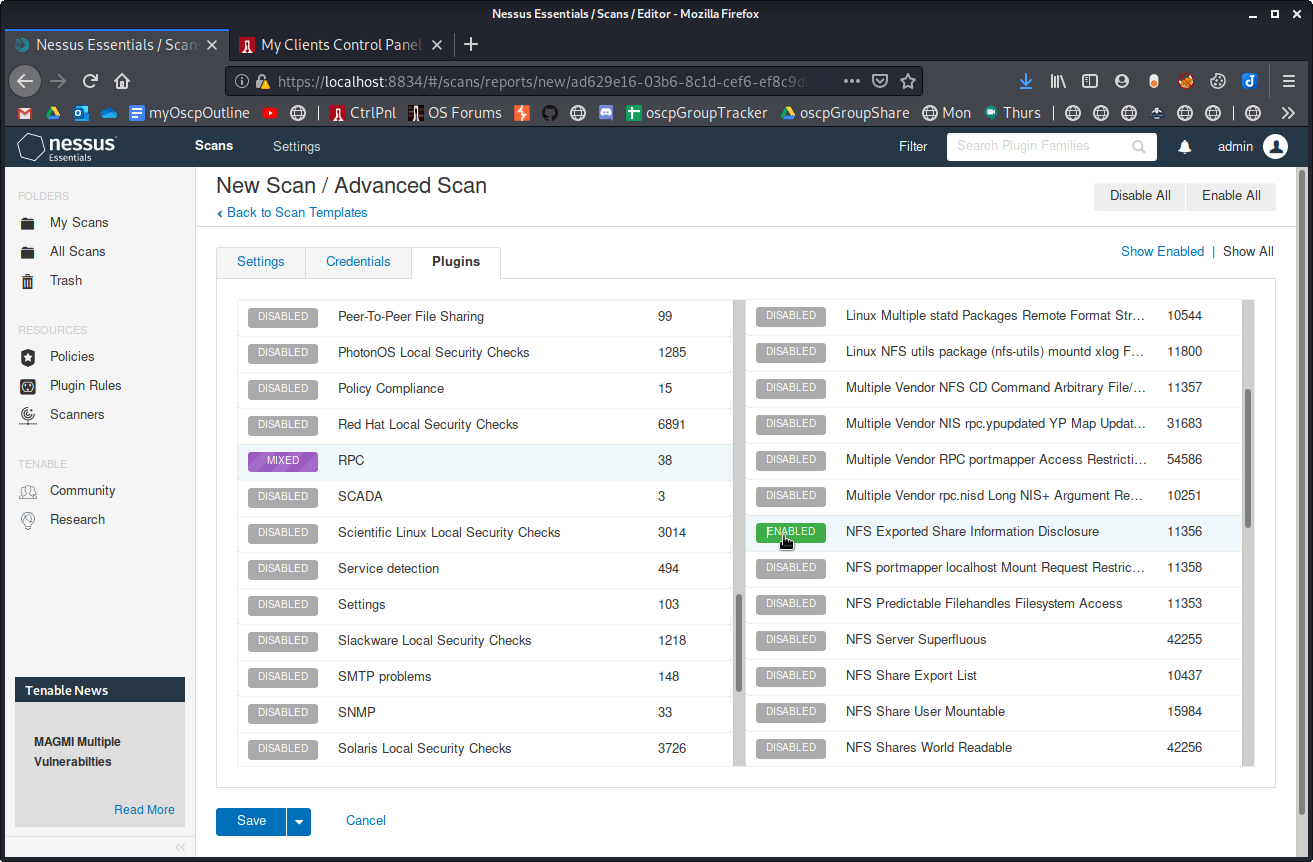 Nessus Essentials / Scans / Editor - Mozilla Firefox
Nessus Essentials / Scans
My Clients Control Panel
https://localhost:8834/#/scans/reports/new/ad629e16-03b6-8c1d-cef6-ef8c9d
myOscpOutline
CtrlPnl
OS Forums
oscpGroupTracker
oscpGroupShare
Mon
Thurs
nessus
Essentials
Scans
Settings
Filter
Search Plugin Families
admin
FOLDERS
My Scans
All Scans
Trash
RESOURCES
Policies
Plugin Rules
Scanners
TENABLE
Community
Research
Tenable News
MAGMI Multiple
Vulnerabilties
Read More
New Scan / Advanced Scan
Back to Scan Templates
Disable All
Enable All
Settings
Credentials
Plugins
Show Enabled | Show All
DISABLED Peer-To-Peer File Sharing 99
DISABLED PhotonOS Local Security Checks 1285
DISABLED Policy Compliance 15
DISABLED Red Hat Local Security Checks 6891
MIXED RPC 38
DISABLED SCADA 3
DISABLED Scientific Linux Local Security Checks 3014
DISABLED Service detection 494
DISABLED Settings 103
DISABLED Slackware Local Security Checks 1218
DISABLED SMTP problems 148
DISABLED SNMP 33
DISABLED Solaris Local Security Checks 3726
DISABLED Linux Multiple statd Packages Remote Format Str... 10544
DISABLED Linux NFS utils package (nfs-utils) mountd xlog F... 11800
DISABLED Multiple Vendor NFS CD Command Arbitrary File/... 11357
DISABLED Multiple Vendor NIS rpc.ypupdated YP Map Updat... 31683
DISABLED Multiple Vendor RPC portmapper Access Restricti... 54586
DISABLED Multiple Vendor rpc.nisd Long NIS+ Argument Re... 10251
ENABLED NFS Exported Share Information Disclosure 11356
DISABLED NFS portmapper localhost Mount Request Restric... 11358
DISABLED NFS Predictable Filehandles Filesystem Access 11353
DISABLED NFS Server Superfluous 42255
DISABLED NFS Share Export List 10437
DISABLED NFS Share User Mountable 15984
DISABLED NFS Shares World Readable 42256
Save
Cancel